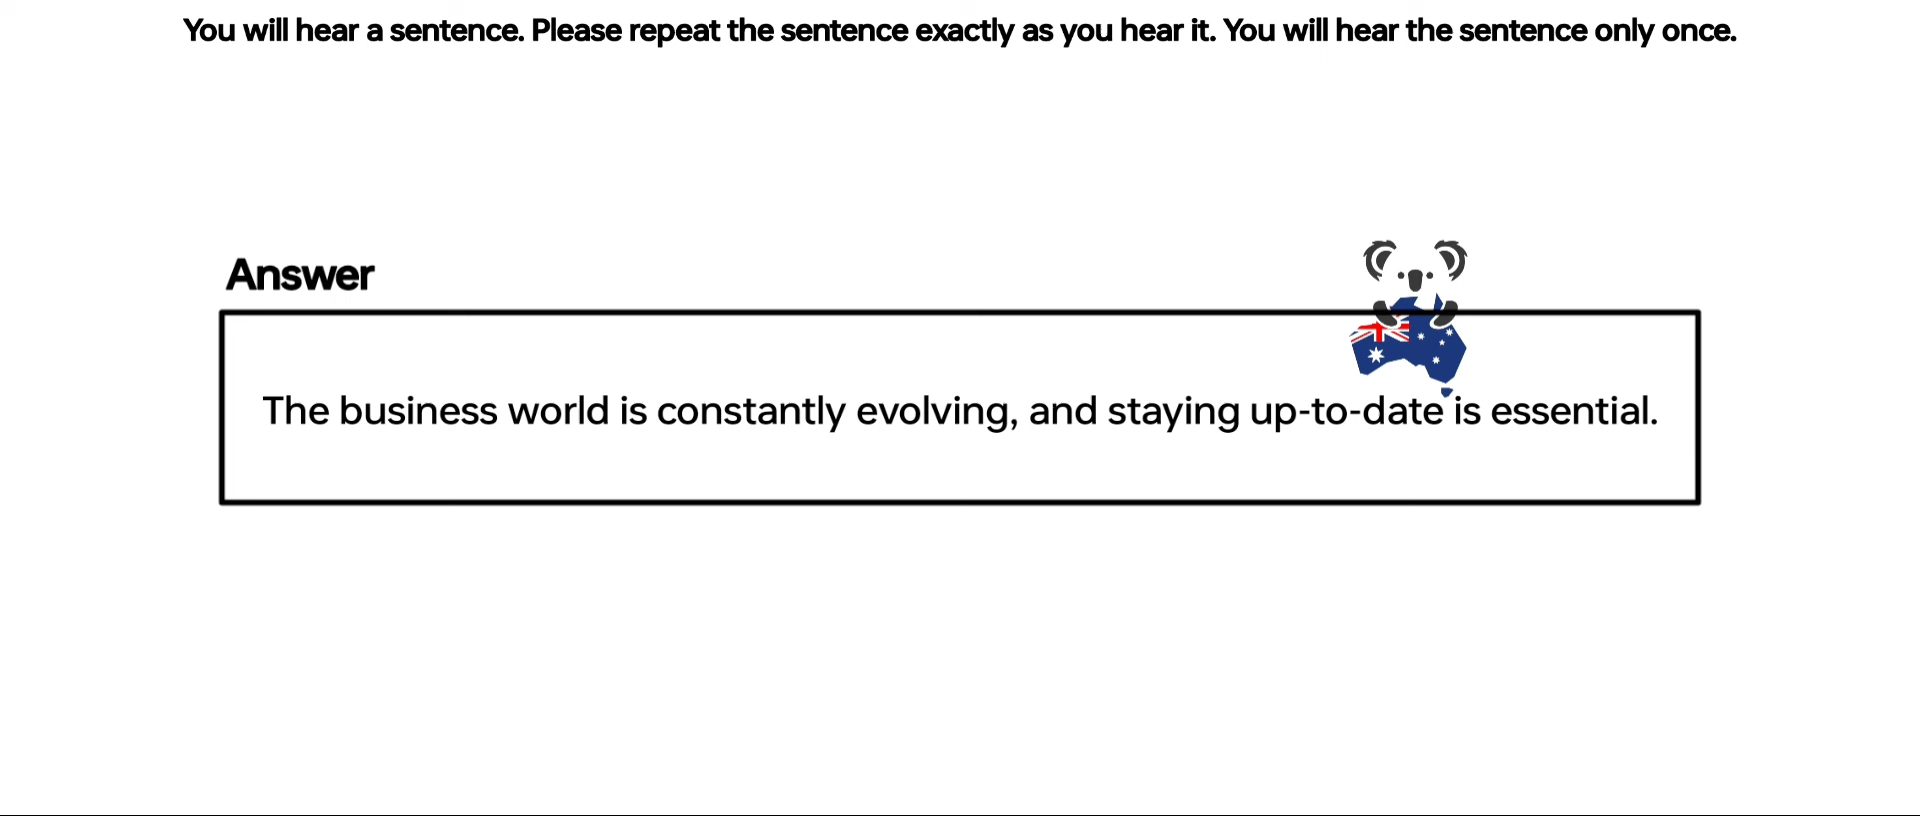 You will hear a sentence. Please repeat the sentence exactly as you hear it. You will hear the sentence only once.
Answer
The business world is constantly evolving, and staying up-to-date is essential.